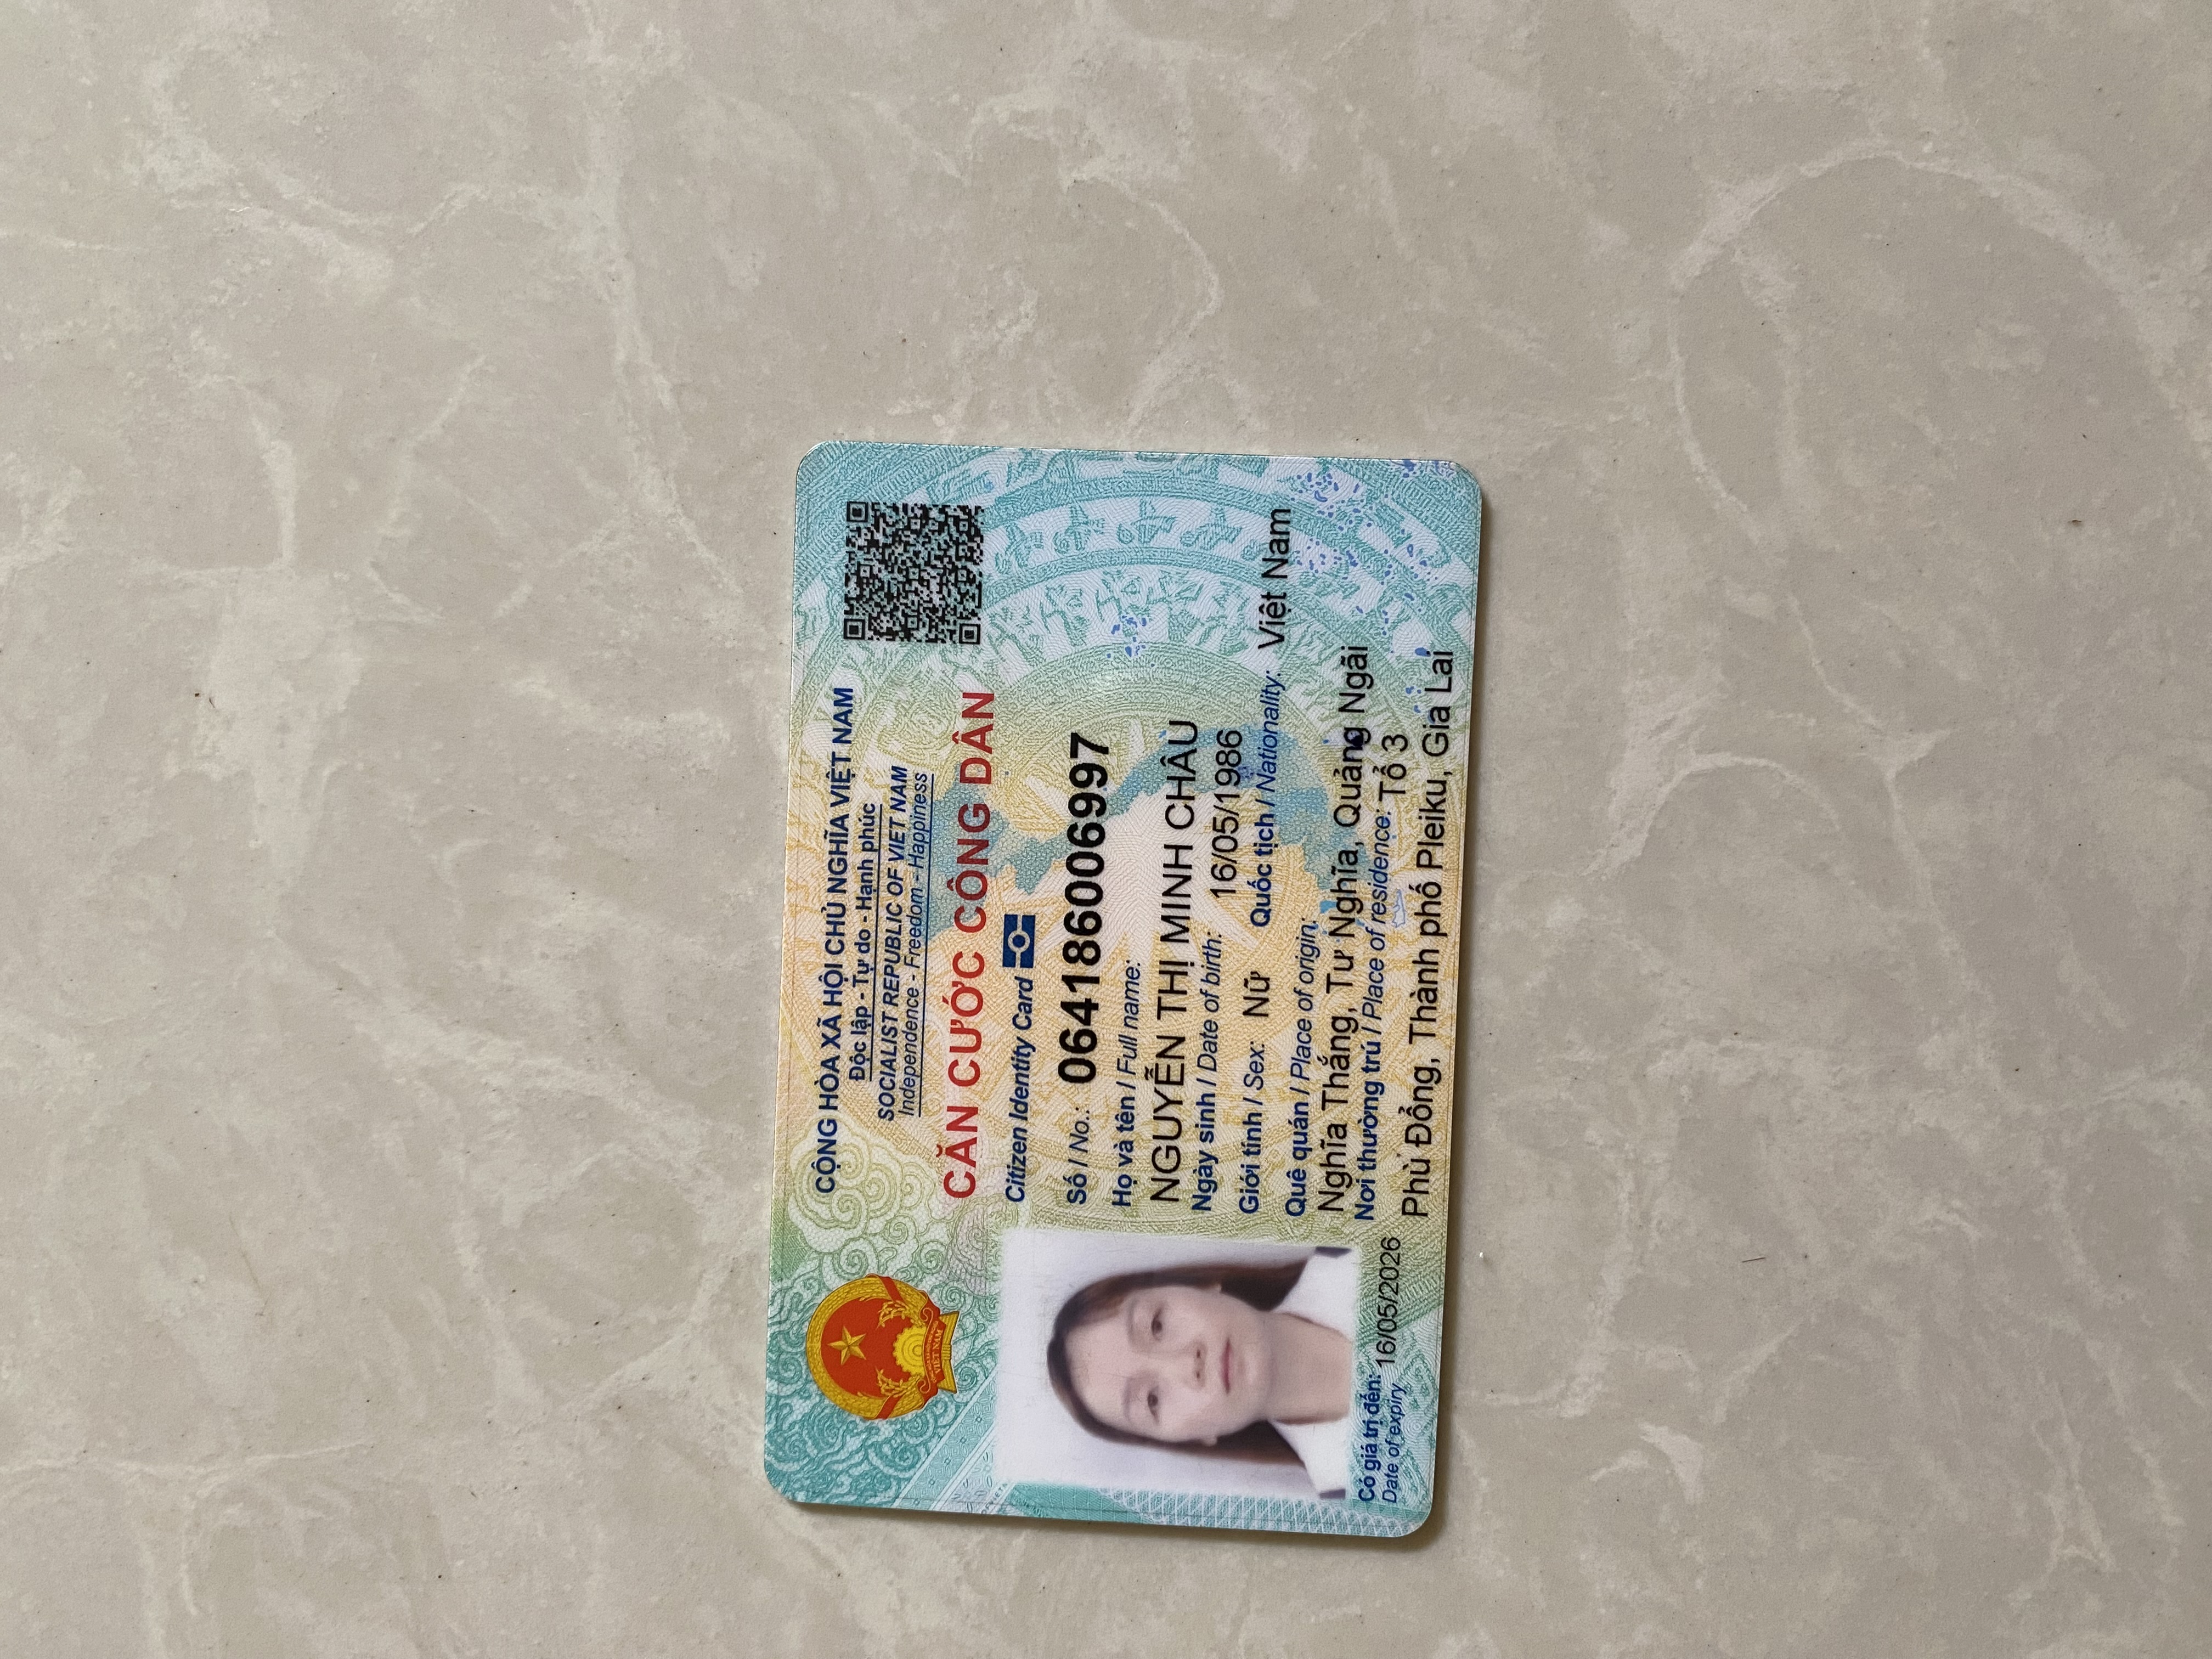 CỘNG HÒA XÃ HỘI CHỦ NGHĨA VIỆT NAM
Độc lập - Tự do - Hạnh phúc
SOCIALIST REPUBLIC OF VIET NAM
Independence - Freedom - Happiness
CĂN CƯỚC CÔNG DÂN
Citizen Identity Card
Số / No.: 064186006997
Họ và tên / Full name:
NGUYỄN THỊ MINH CHÂU
Ngày sinh / Date of birth: 16/05/1986
Giới tính / Sex: Nữ Quốc tịch / Nationality: Việt Nam
Quê quán / Place of origin:
Nghĩa Thắng, Tư Nghĩa, Quảng Ngãi
Nơi thường trú / Place of residence: Tổ 3
Phù Đổng, Thành phố Pleiku, Gia Lai
Có giá trị đến: 16/05/2026
Date of expiry
VIỆT NAM